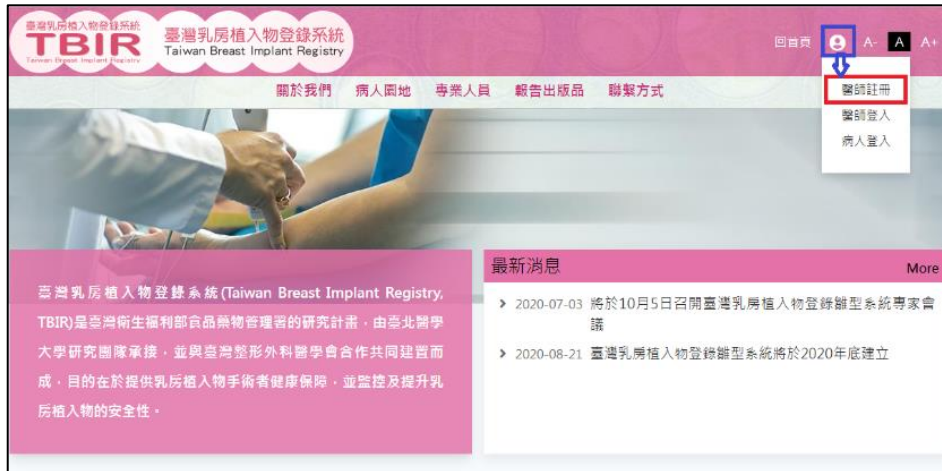 臺灣乳房植入物登錄系統
TBIR
Taiwan Breast Implant Registry
臺灣乳房植入物登錄系統
Taiwan Breast Implant Registry
回首頁 A- A A+
關於我們 病人園地 專業人員 報告出版品 聯繫方式
醫師註冊
醫師登入
病人登入
臺灣乳房植入物登錄系統(Taiwan Breast Implant Registry,
TBIR)是臺灣衛生福利部食品藥物管理署的研究計畫，由臺北醫學
大學研究團隊承接，並與臺灣整形外科醫學會合作共同建置而
成，目的在於提供乳房植入物手術者健康保障，並監控及提升乳
房植入物的安全性。
最新消息 More
2020-07-03 將於10月5日召開臺灣乳房植入物登錄雛型系統專家會
議
2020-08-21 臺灣乳房植入物登錄雛型系統將於2020年底建立